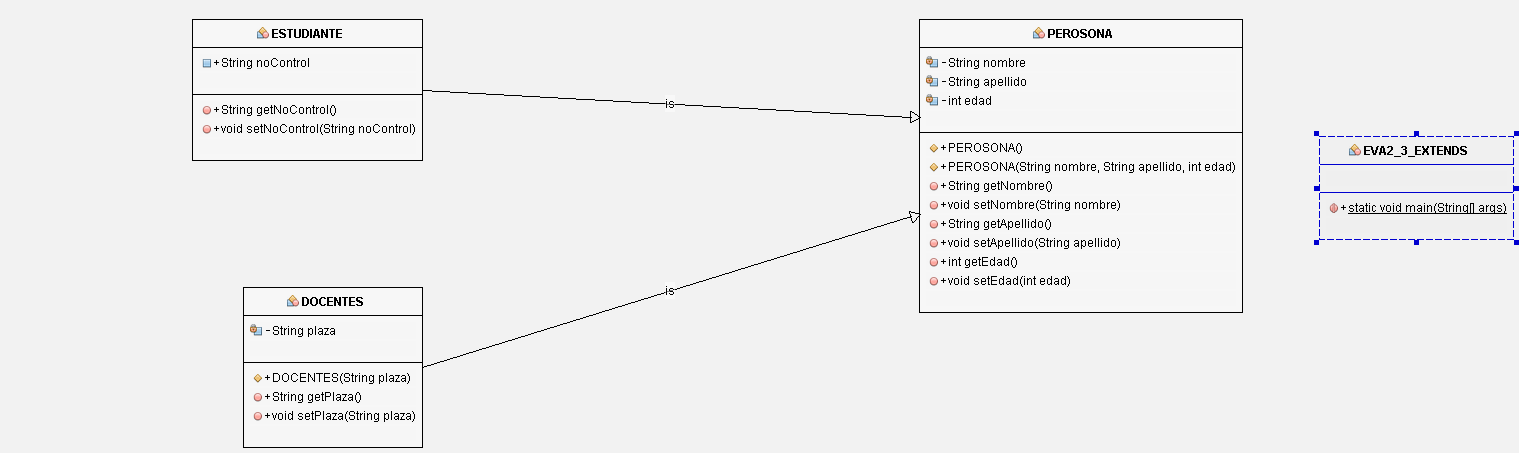 ESTUDIANTE
+String noControl
+String getNoControl()
+void setNoControl(String noControl)
is
PEROSONA
-String nombre
-String apellido
-int edad
+PEROSONA()
+PEROSONA(String nombre, String apellido, int edad)
+String getNombre()
+void setNombre(String nombre)
+String getApellido()
+void setApellido(String apellido)
+int getEdad()
+void setEdad(int edad)
EVA2_3_EXTENDS
+static void main(String[] args)
is
DOCENTES
-String plaza
+DOCENTES(String plaza)
+String getPlaza()
+void setPlaza(String plaza)